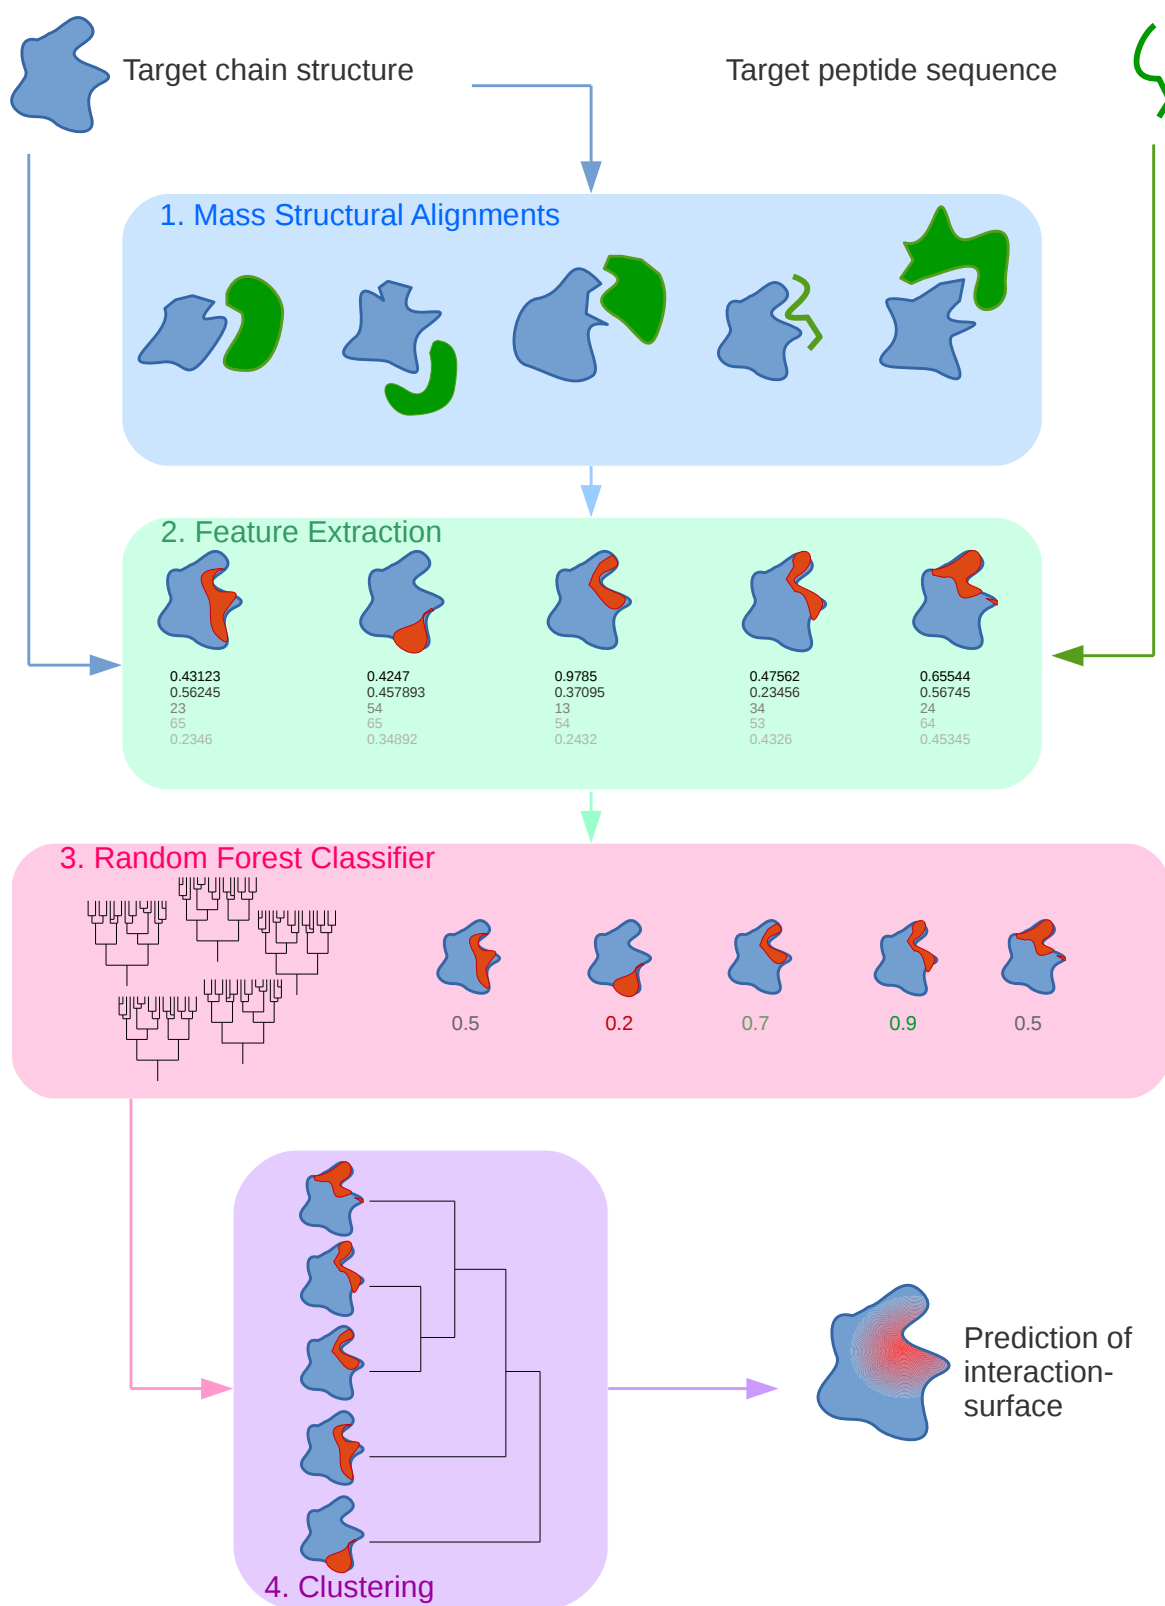 Target chain structure
Target peptide sequence
1. Mass Structural Alignments
2. Feature Extraction
0.43123 0.4247 0.9785 0.47562 0.65544
0.56245 0.457893 0.37095 0.23456 0.56745
23 54 13 34 24
65 65 54 53 64
0.2346 0.34892 0.2432 0.4326 0.45345
3. Random Forest Classifier
0.5 0.2 0.7 0.9 0.5
Prediction of
interaction-
surface
4. Clustering